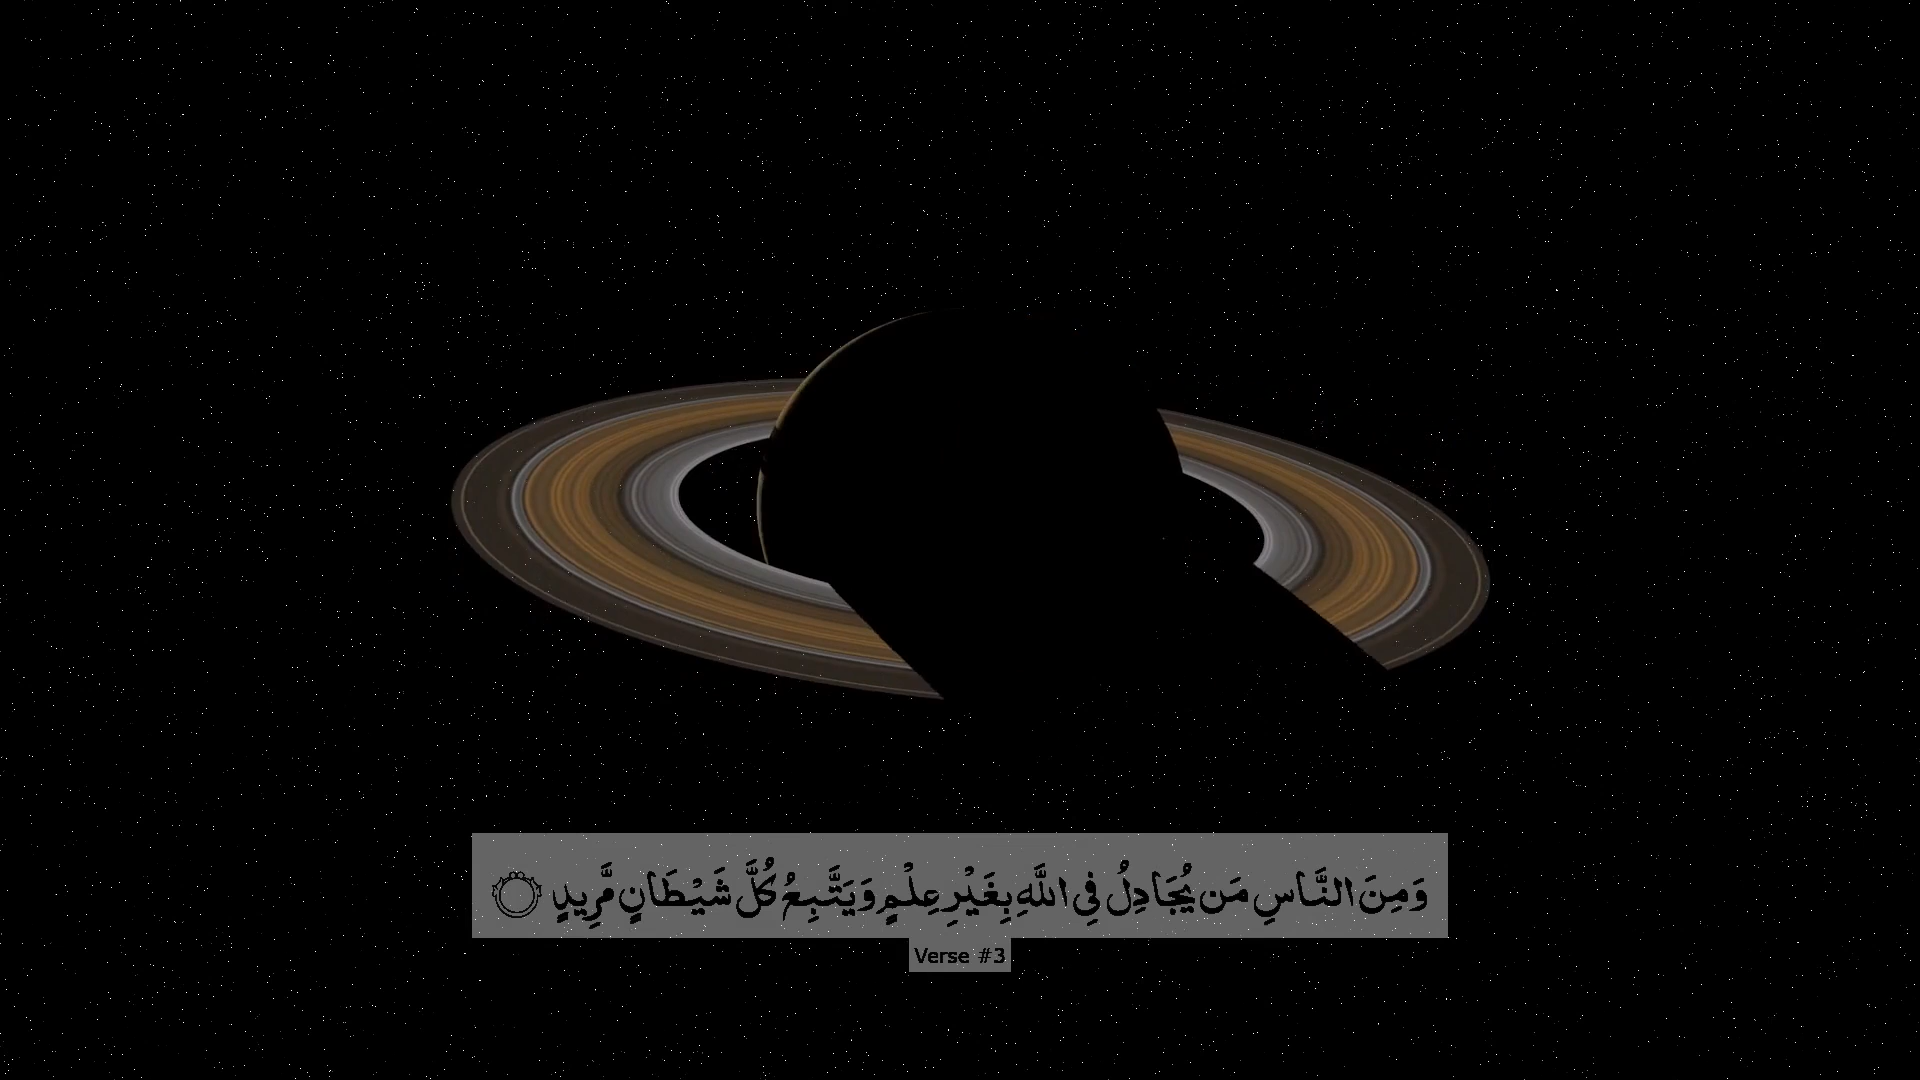 وَمِنَ النَّاسِ مَن يُجَادِلُ فِي اللَّهِ بِغَيْرِ عِلْمٍ وَيَتَّبِعُ كُلَّ شَيْطَانٍ مَّرِيدٍ ۝
Verse #3